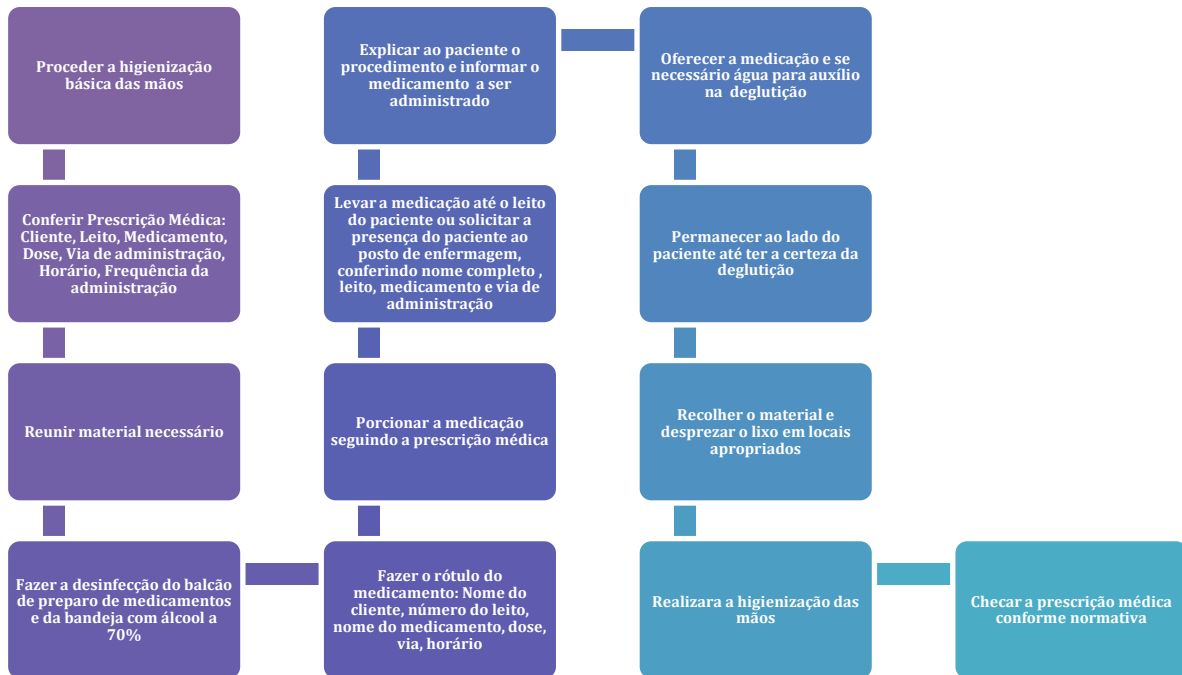 Proceder a higienização
básica das mãos
Conferir Prescrição Médica:
Cliente, Leito, Medicamento,
Dose, Via de administração,
Horário, Frequência da
administração
Reunir material necessário
Fazer a desinfecção do balcão
de preparo de medicamentos
e da bandeja com álcool a
70%
Fazer o rótulo do
medicamento: Nome do
cliente, número do leito,
nome do medicamento, dose,
via, horário
Porcionar a medicação
seguindo a prescrição médica
Levar a medicação até o leito
do paciente ou solicitar a
presença do paciente ao
posto de enfermagem,
conferindo nome completo ,
leito, medicamento e via de
administração
Explicar ao paciente o
procedimento e informar o
medicamento a ser
administrado
Oferecer a medicação e se
necessário água para auxílio
na deglutição
Permanecer ao lado do
paciente até ter a certeza da
deglutição
Recolher o material e
desprezar o lixo em locais
apropriados
Realizara a higienização das
mãos
Checar a prescrição médica
conforme normativa